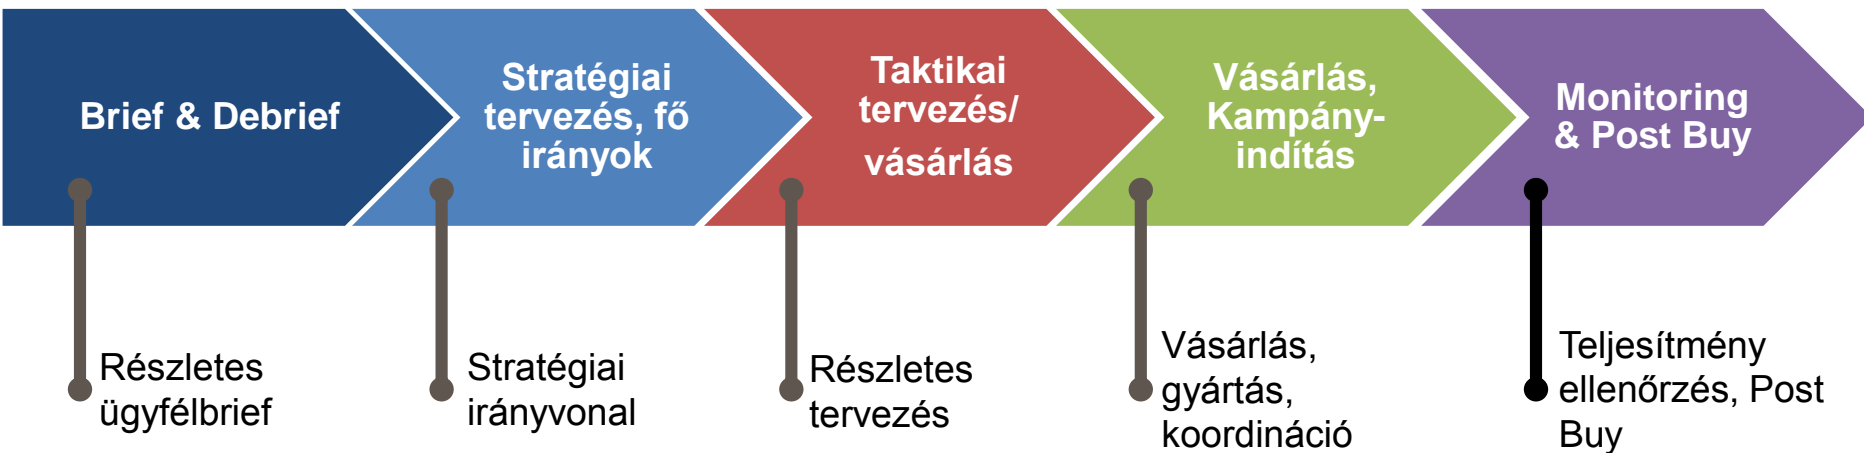 Brief & Debrief
Stratégiai
tervezés, fő
irányok
Taktikai
tervezés/
vásárlás
Vásárlás,
Kampány-
indítás
Monitoring
& Post Buy
Részletes
ügyfélbrief
Stratégiai
irányvonal
Részletes
tervezés
Vásárlás,
gyártás,
koordináció
Teljesítmény
ellenőrzés, Post
Buy